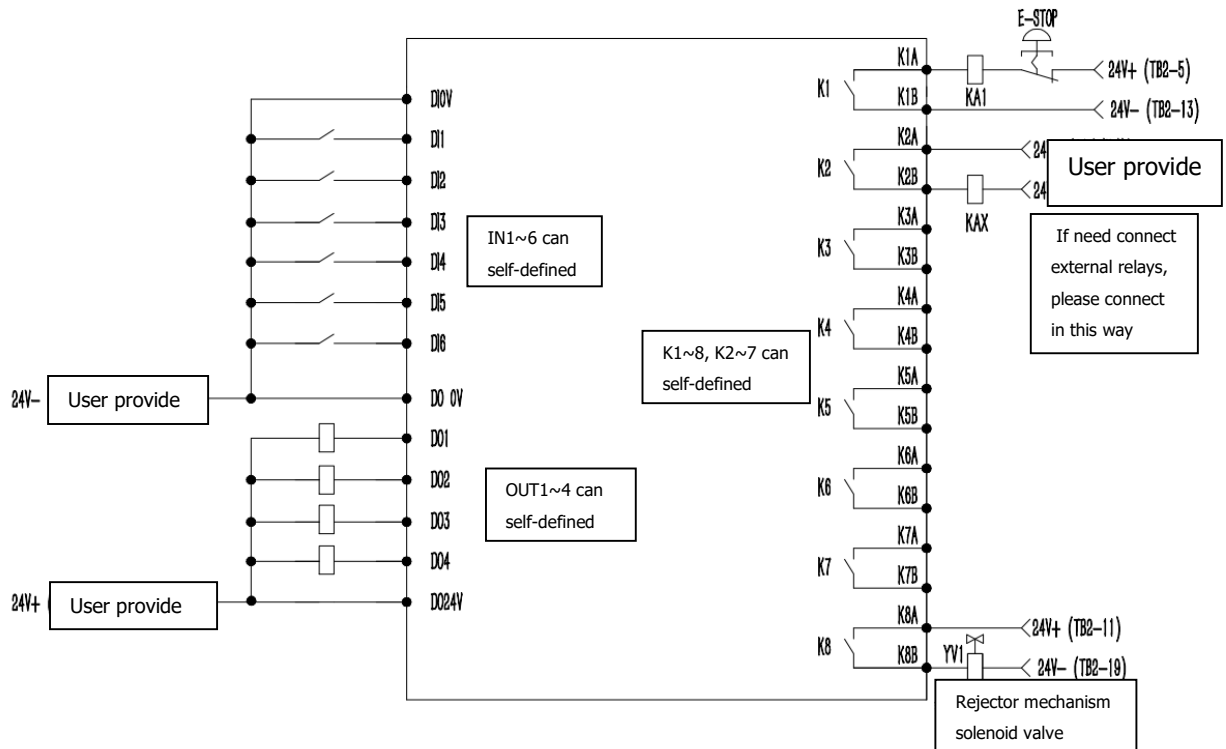 E-STOP
K1A
24V+ (TB2-5)
K1
KA1
K1B
24V- (TB2-13)
DI0V
DI1
DI2
DI3
DI4
DI5
DI6
IN1~6 can
self-defined
K2A
24
K2
User provide
K2B
24
KAX
K3A
K3
K3B
If need connect
external relays,
please connect
in this way
K4A
K4
K4B
K1~8, K2~7 can
self-defined
K5A
K5
K5B
24V-
User provide
DO 0V
DO1
DO2
DO3
DO4
OUT1~4 can
self-defined
K6A
K6
K6B
K7A
K7
K7B
24V+ (
User provide
DO24V
K8A
24V+ (TB2-11)
K8
YV1
K8B
24V- (TB2-19)
Rejector mechanism
solenoid valve